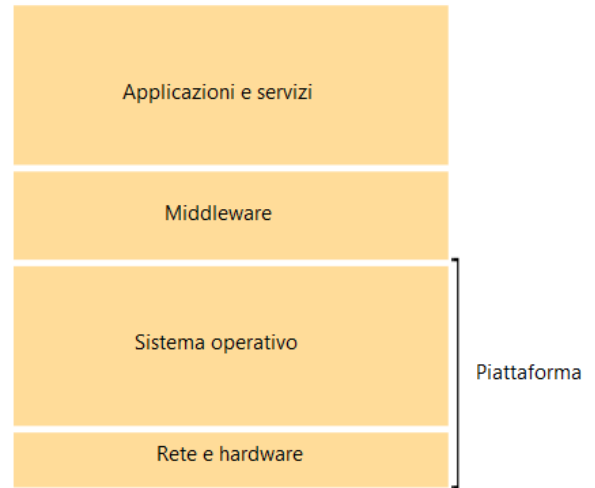 Applicazioni e servizi
Middleware
Sistema operativo
Piattaforma
Rete e hardware